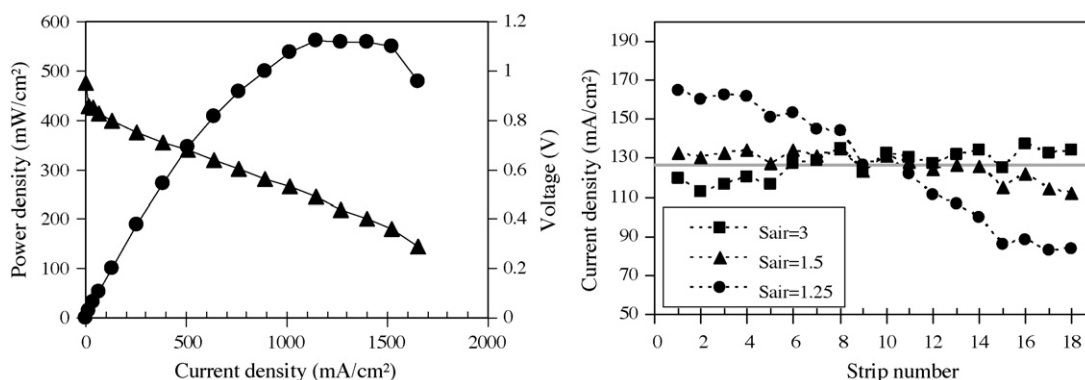 600
500
400
300
200
100
0
Power density (mW/cm²)
1.2
1
0.8
0.6
0.4
0.2
0
Voltage (V)
0 500 1000 1500 2000
Current density (mA/cm²)
190
170
150
130
110
90
70
50
Current density (mA/cm²)
Sair=3
Sair=1.5
Sair=1.25
0 2 4 6 8 10 12 14 16 18
Strip number